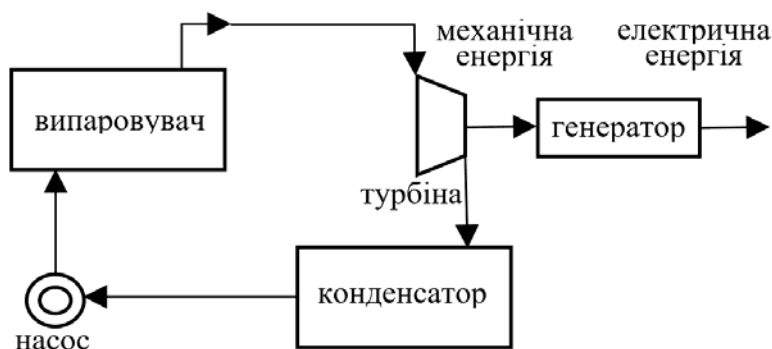 механічна
енергія
електрична
енергія
випаровувач
генератор
турбіна
конденсатор
насос